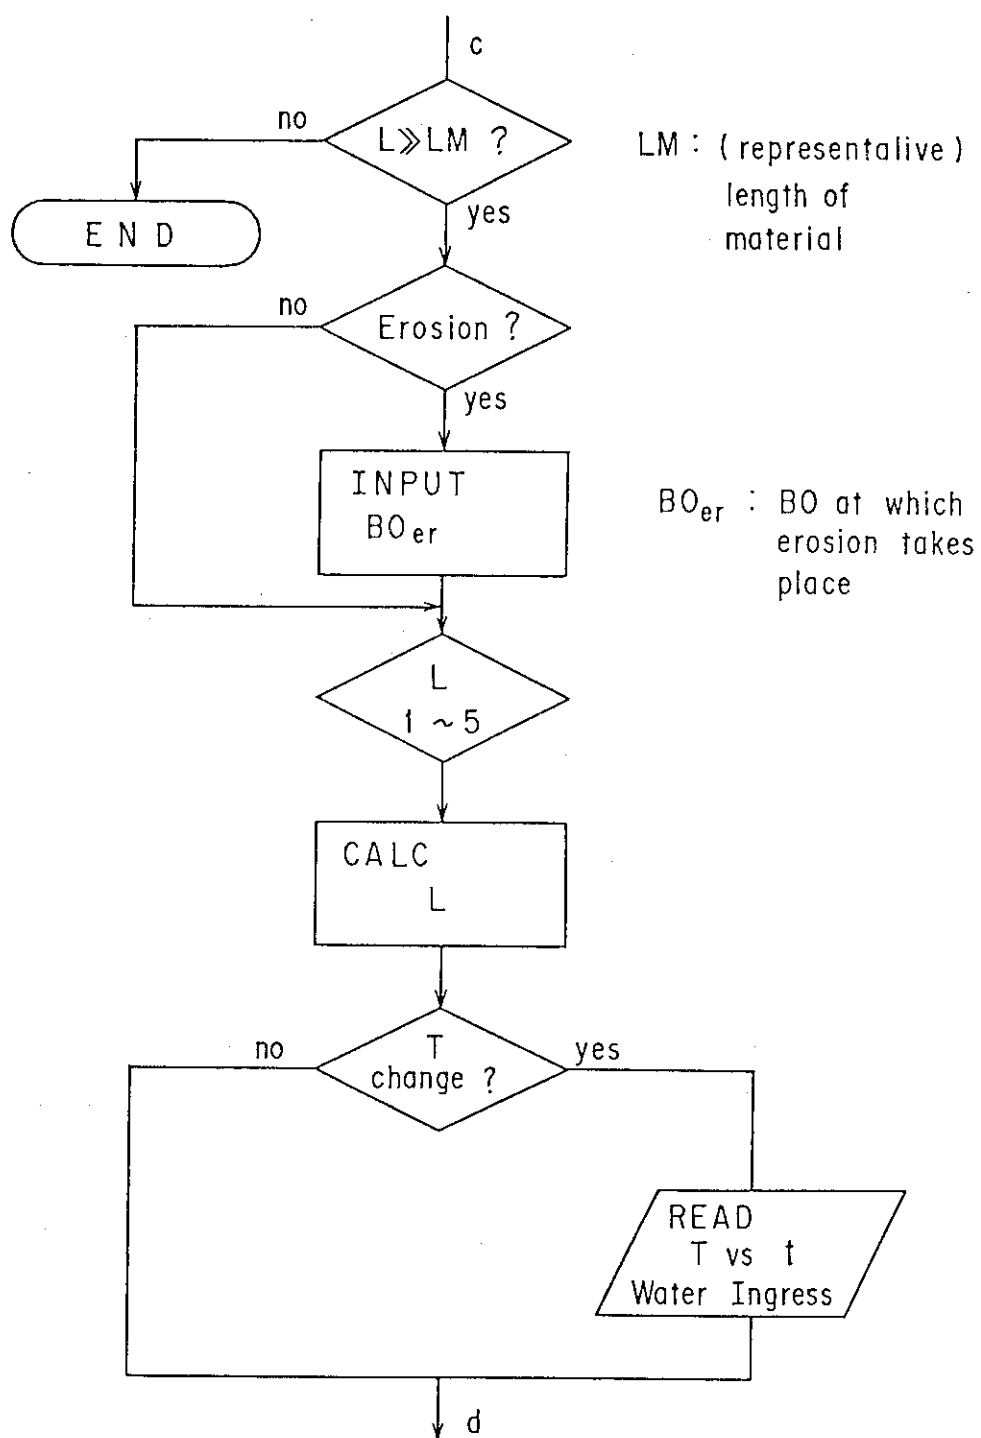 c
no
L≫LM ?
LM : (representalive)
length of
material
yes
E N D
no
Erosion ?
yes
INPUT
BOer
BOer : BO at which
erosion takes
place
L
1 ~ 5
CALC
L
no
T
change ?
yes
READ
T vs t
Water Ingress
d